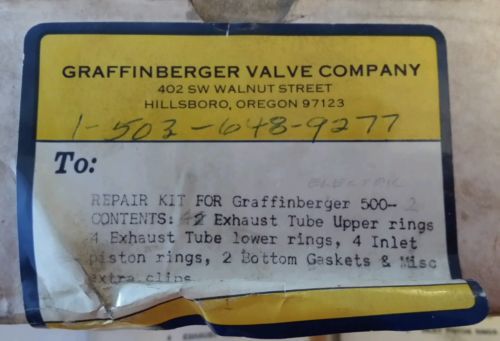 GRAFFINBERGER VALVE COMPANY
402 SW WALNUT STREET
HILLSBORO, OREGON 97123
1-503-648-9277
To:
ELECTRIC
REPAIR KIT FOR Graffinberger 500-2
CONTENTS: Exhaust Tube Upper rings
4 Exhaust Tube lower rings, 4 Inlet
piston rings, 2 Bottom Gaskets & Misc
extra clips